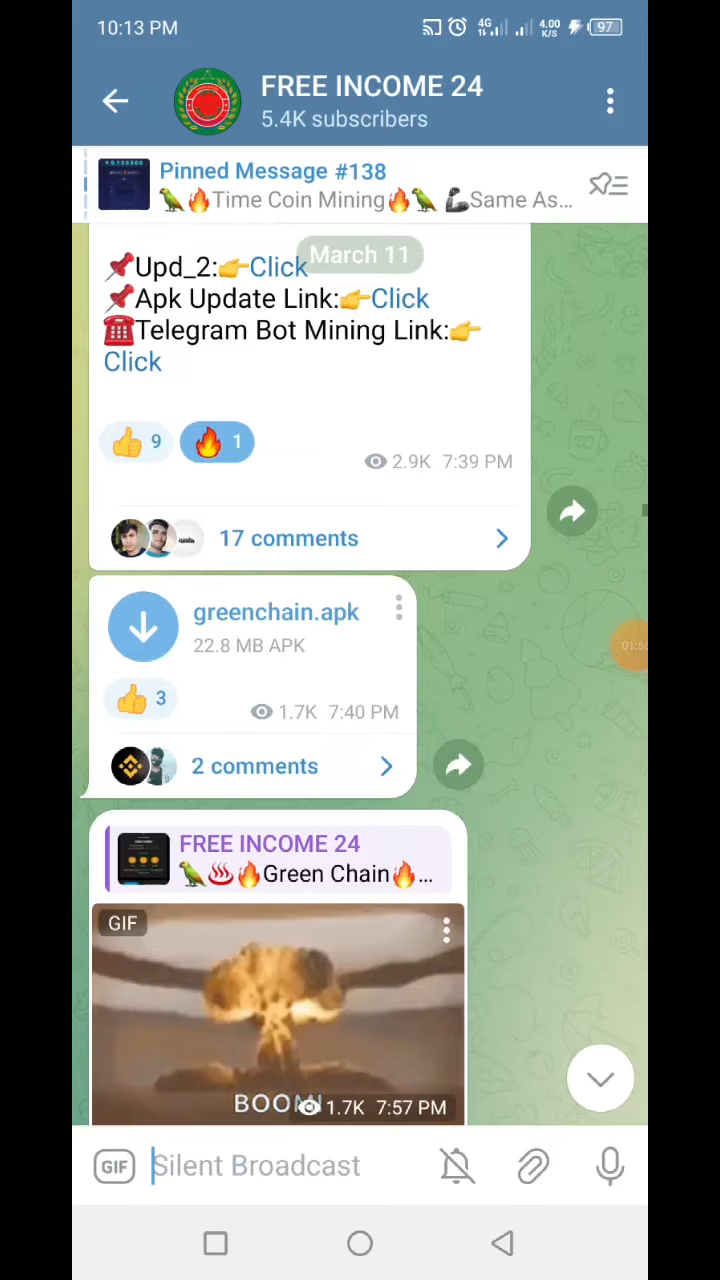 10:13 PM
4G
4.00
K/S
97
FREE INCOME 24
5.4K subscribers
Pinned Message #138
🦜🔥Time Coin Mining🔥🦜 🦾Same As...
March 11
📌Upd_2:👉Click
📌Apk Update Link:👉Click
☎️Telegram Bot Mining Link:👉
Click
👍 9 🔥 1
2.9K 7:39 PM
17 comments
greenchain.apk
22.8 MB APK
👍 3
1.7K 7:40 PM
2 comments
FREE INCOME 24
🦜♨️🔥Green Chain🔥...
GIF
BOOM!
1.7K 7:57 PM
GIF
Silent Broadcast